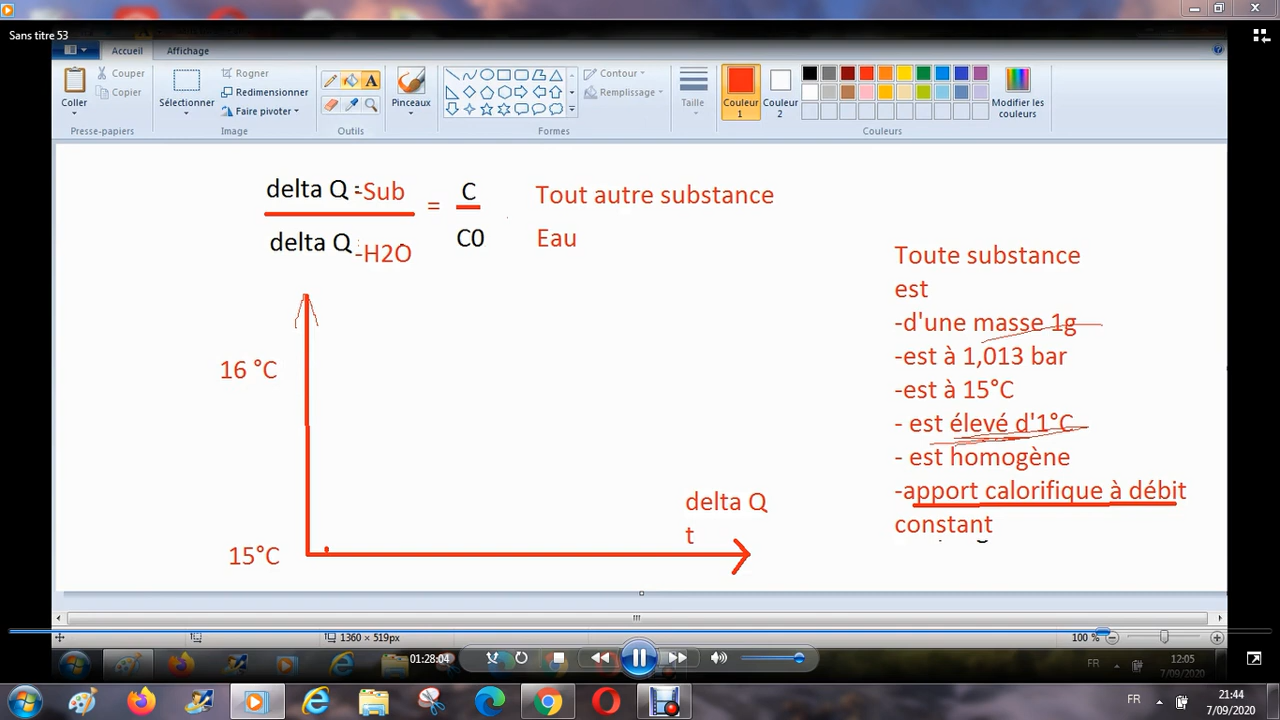 Sans titre 53
Accueil
Affichage
Coller
Couper
Copier
Presse-papiers
Sélectionner
Rogner
Redimensionner
Faire pivoter
Image
A
Outils
Pinceaux
Contour
Remplissage
Formes
Taille
Couleur
1
Couleur
2
Modifier les
couleurs
Couleurs
delta Q -Sub
delta Q -H2O
=
C
C0
Tout autre substance
Eau
Toute substance
est
-d'une masse 1g
-est à 1,013 bar
-est à 15°C
- est élevé d'1°C
- est homogène
-apport calorifique à débit
constant
16 °C
15°C
delta Q
t
1360 × 519px
100 %
01:28:04
FR
12:05
7/09/2020
FR
21:44
7/09/2020